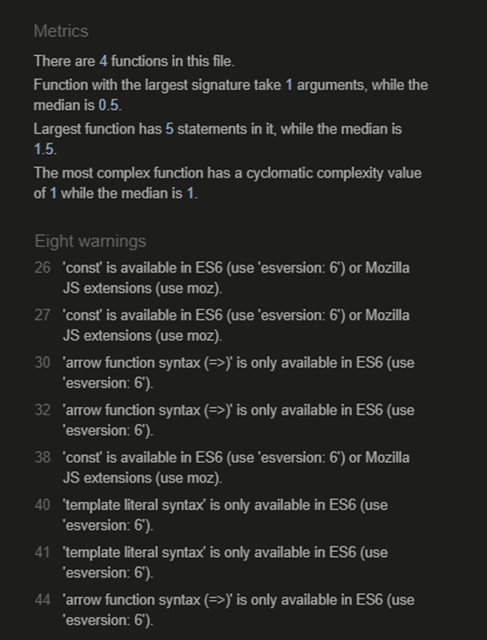 Metrics
There are 4 functions in this file.
Function with the largest signature take 1 arguments, while the
median is 0.5.
Largest function has 5 statements in it, while the median is
1.5.
The most complex function has a cyclomatic complexity value
of 1 while the median is 1.
Eight warnings
26 'const' is available in ES6 (use 'esversion: 6') or Mozilla
JS extensions (use moz).
27 'const' is available in ES6 (use 'esversion: 6') or Mozilla
JS extensions (use moz).
30 'arrow function syntax (=>)' is only available in ES6 (use
'esversion: 6').
32 'arrow function syntax (=>)' is only available in ES6 (use
'esversion: 6').
38 'const' is available in ES6 (use 'esversion: 6') or Mozilla
JS extensions (use moz).
40 'template literal syntax' is only available in ES6 (use
'esversion: 6').
41 'template literal syntax' is only available in ES6 (use
'esversion: 6').
44 'arrow function syntax (=>)' is only available in ES6 (use
'esversion: 6').